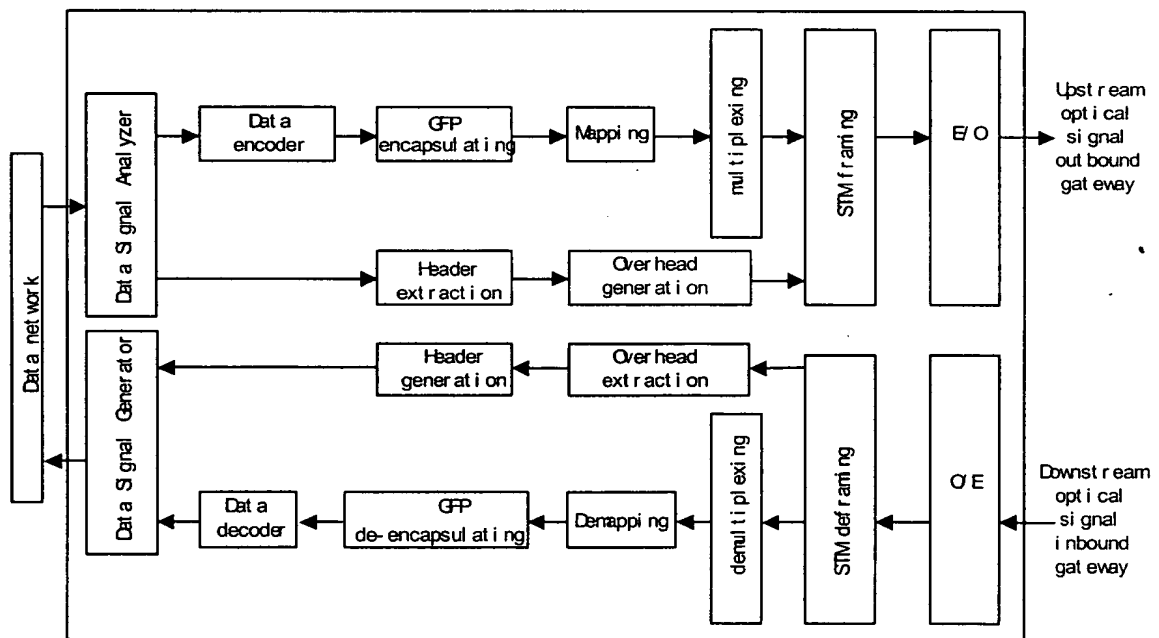 Data network
Data Signal Analyzer
Data
encoder
GFP
encapsulating
Mapping
multiplexing
STM framing
E/O
Upstream
optical
signal
outbound
gateway
Header
extraction
Overhead
generation
Data Signal Generator
Header
generation
Overhead
extraction
Data
decoder
GFP
de-encapsulating
Demapping
demultiplexing
STM deframing
O/E
Downstream
optical
signal
inbound
gateway